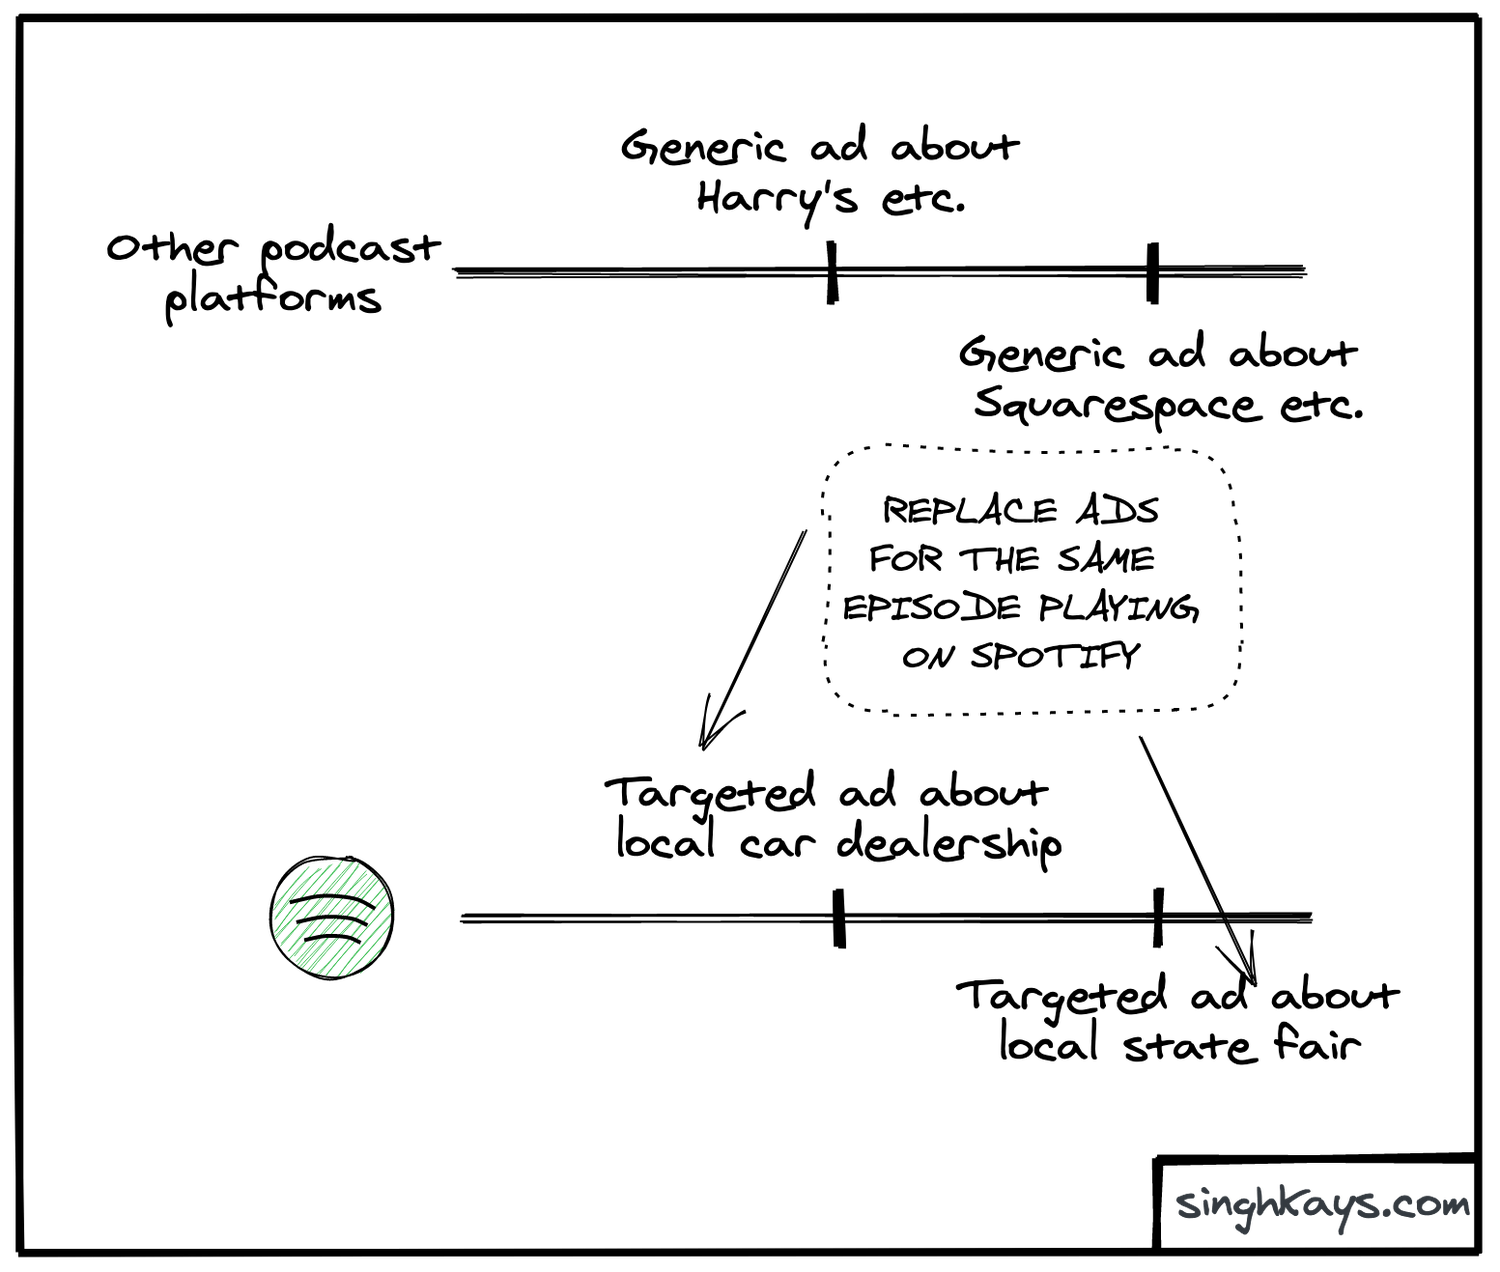 Generic ad about
Harry's etc.
Other podcast
platforms
Generic ad about
Squarespace etc.
REPLACE ADS
FOR THE SAME
EPISODE PLAYING
ON SPOTIFY
Targeted ad about
local car dealership
Targeted ad about
local state fair
singhkays.com